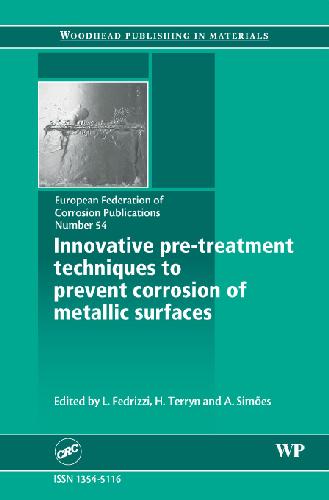 WOODHEAD PUBLISHING IN MATERIALS
European Federation of
Corrosion Publications
Number 54
Innovative pre-treatment
techniques to
prevent corrosion of
metallic surfaces
Edited by L. Fedrizzi, H. Terryn and A. Simões
CRC
WP
ISSN 1354-5116